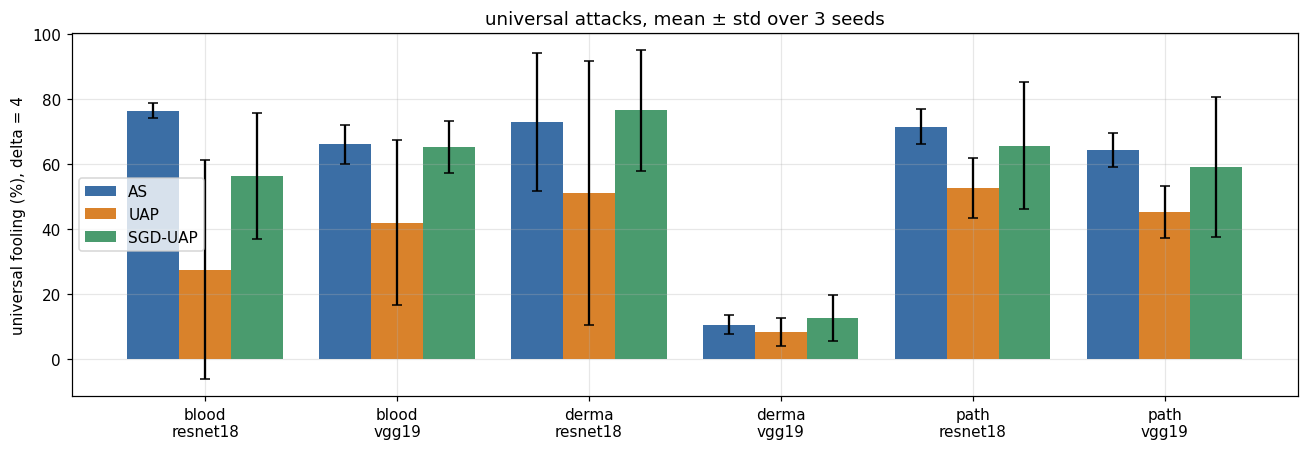 universal attacks, mean ± std over 3 seeds
universal fooling (%), delta = 4
100
80
60
40
20
0
AS
UAP
SGD-UAP
blood
resnet18
blood
vgg19
derma
resnet18
derma
vgg19
path
resnet18
path
vgg19